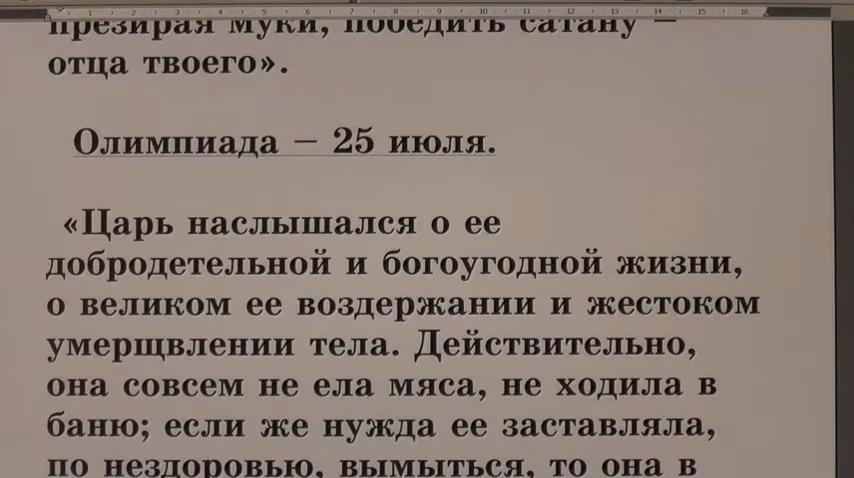 презирая муки, победить сатану –
отца твоего».
Олимпиада – 25 июля.
«Царь наслышался о ее
добродетельной и богоугодной жизни,
о великом ее воздержании и жестоком
умерщвлении тела. Действительно,
она совсем не ела мяса, не ходила в
баню; если же нужда ее заставляла,
по нездоровью, вымыться, то она в